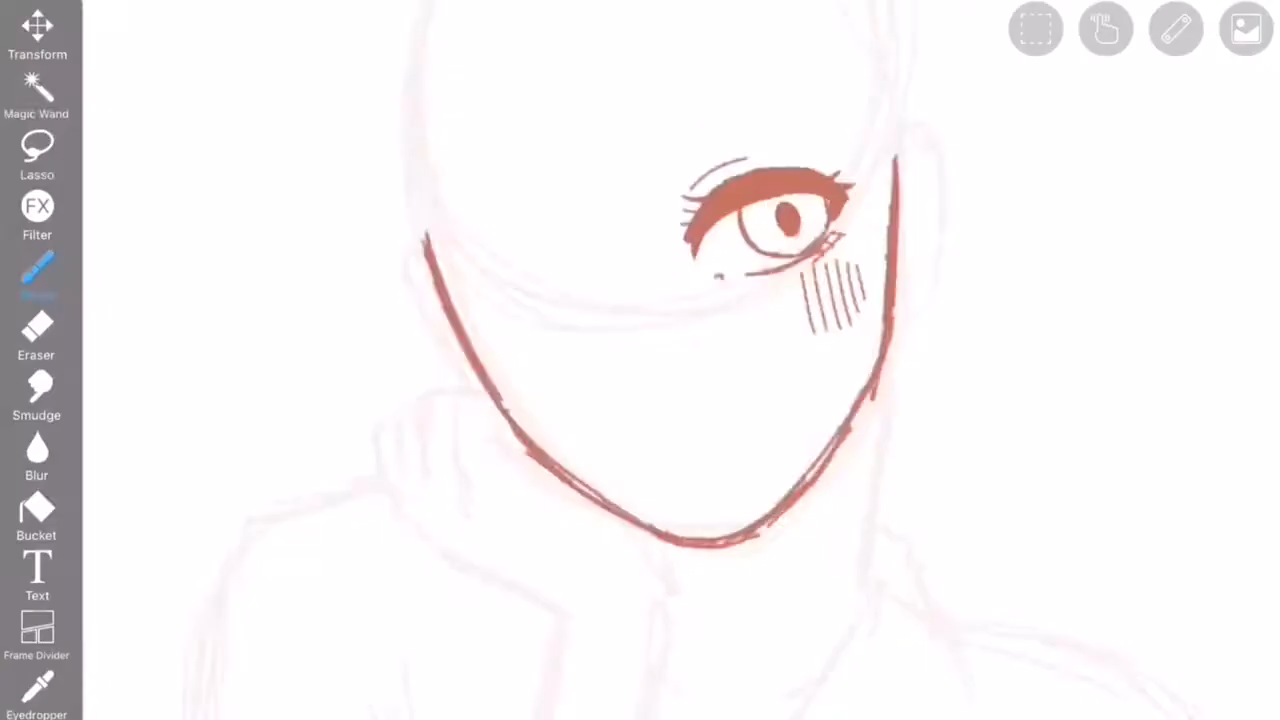 Transform
Magic Wand
Lasso
FX
Filter
Eraser
Smudge
Blur
Bucket
T
Text
Frame Divider
Eyedropper